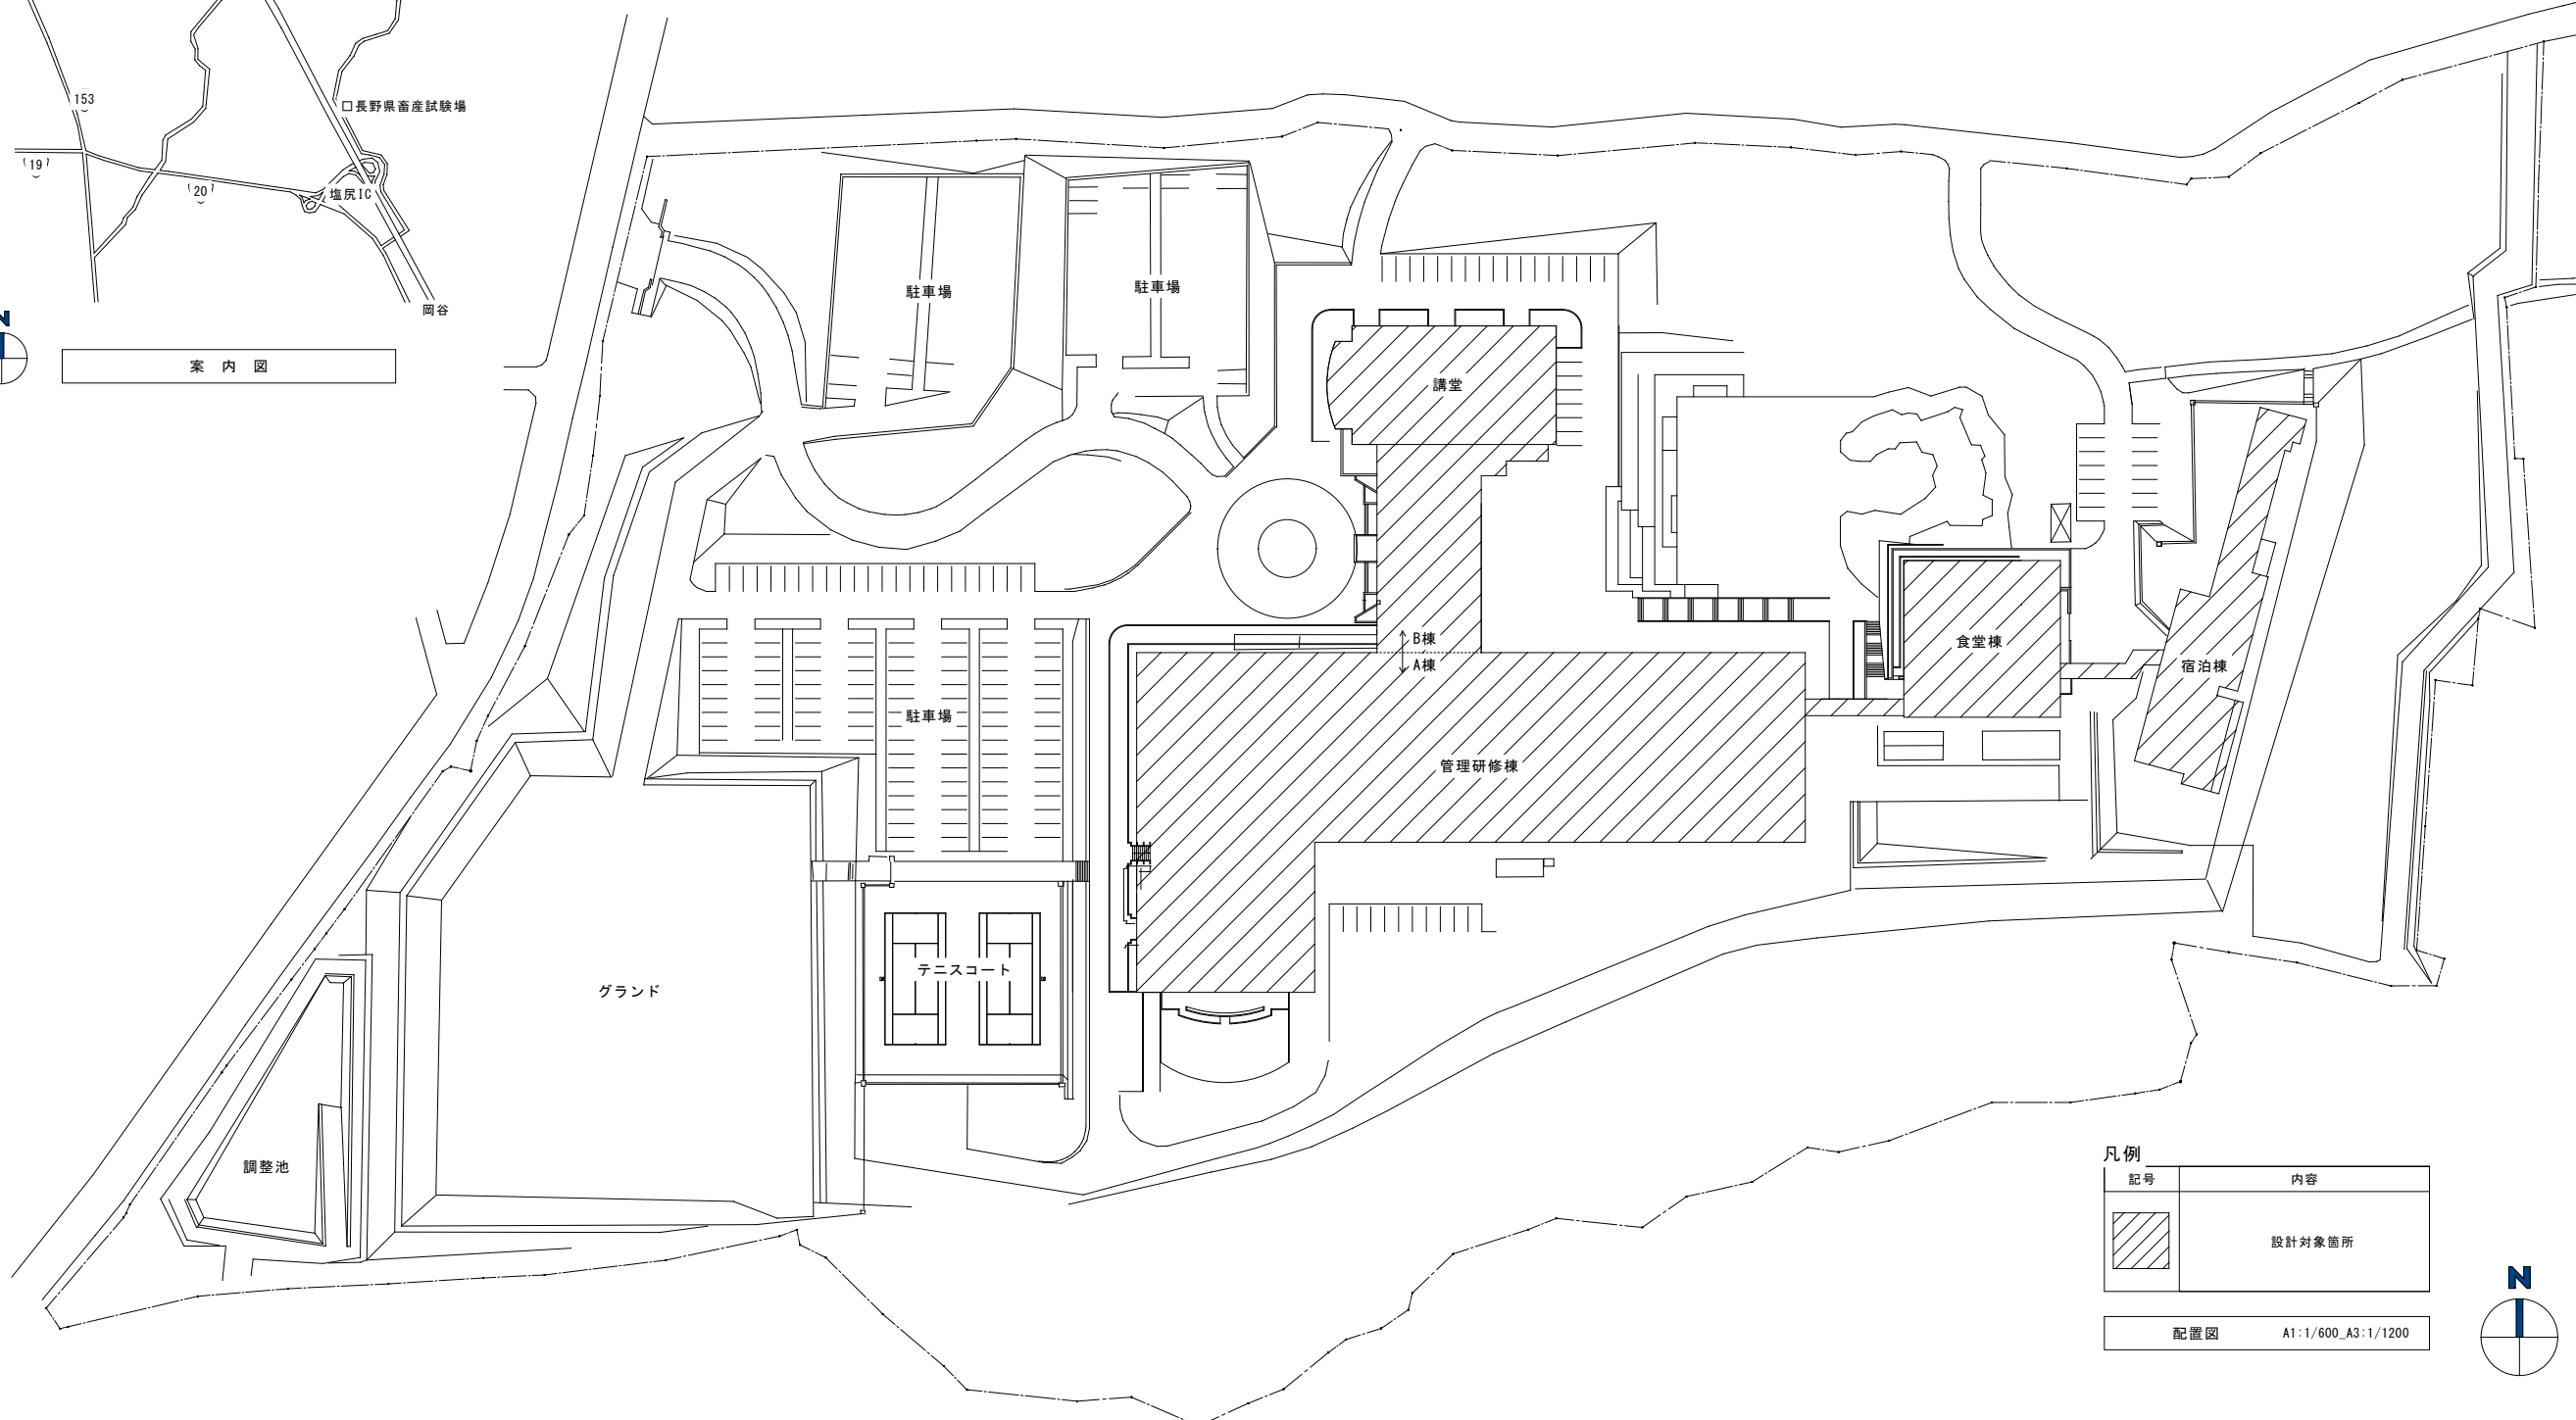 153
□長野県畜産試験場
19
20
塩尻IC
岡谷
N
案内図
駐車場
駐車場
講堂
B棟
A棟
食堂棟
宿泊棟
駐車場
管理研修棟
テニスコート
グランド
調整池
凡例
記号 内容
設計対象箇所
配置図 A1:1/600_A3:1/1200
N